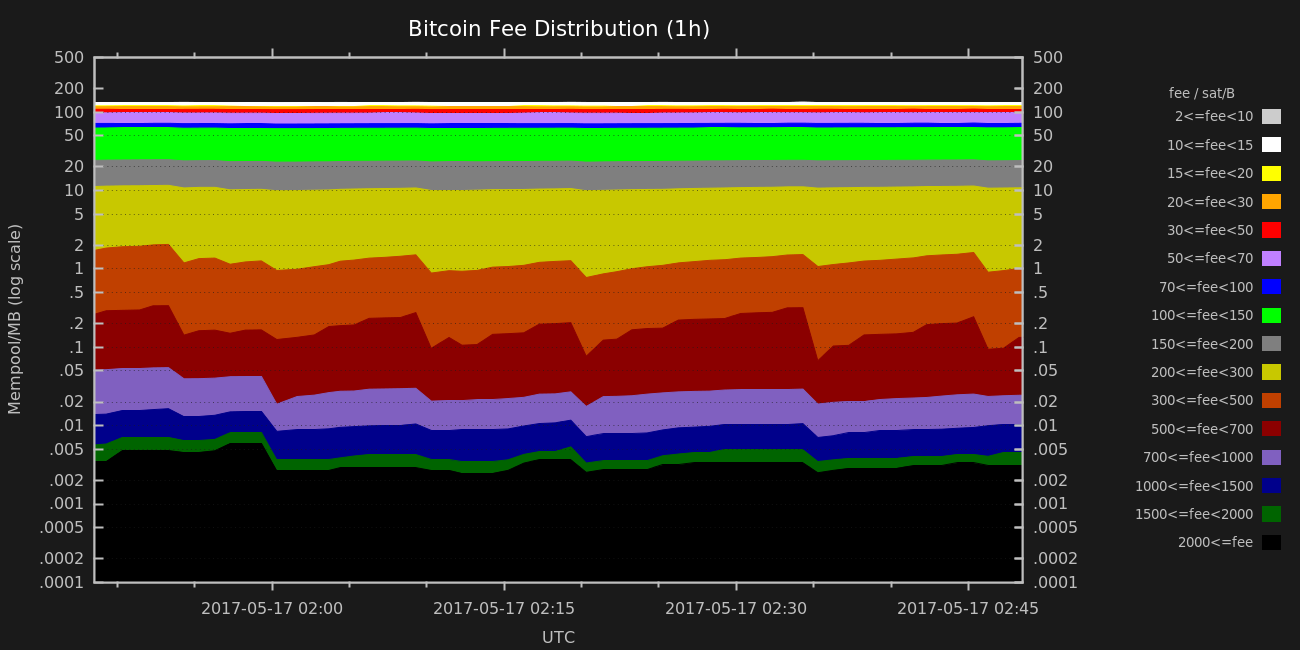 Bitcoin Fee Distribution (1h)
Mempool/MB (log scale)
500
200
100
50
20
10
5
2
1
.5
.2
.1
.05
.02
.01
.005
.002
.001
.0005
.0002
.0001
500
200
100
50
20
10
5
2
1
.5
.2
.1
.05
.02
.01
.005
.002
.001
.0005
.0002
.0001
2017-05-17 02:00
2017-05-17 02:15
2017-05-17 02:30
2017-05-17 02:45
UTC
fee / sat/B
2<=fee<10
10<=fee<15
15<=fee<20
20<=fee<30
30<=fee<50
50<=fee<70
70<=fee<100
100<=fee<150
150<=fee<200
200<=fee<300
300<=fee<500
500<=fee<700
700<=fee<1000
1000<=fee<1500
1500<=fee<2000
2000<=fee